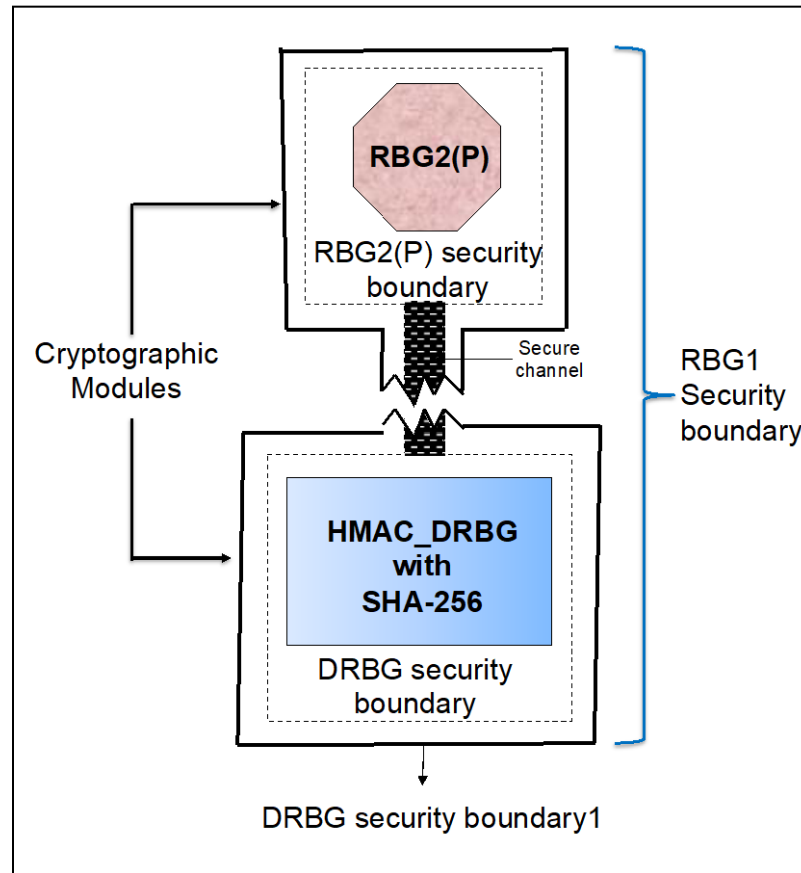 RBG2(P)
RBG2(P) security
boundary
Secure
channel
Cryptographic
Modules
RBG1
Security
boundary
HMAC_DRBG
with
SHA-256
DRBG security
boundary
DRBG security boundary1